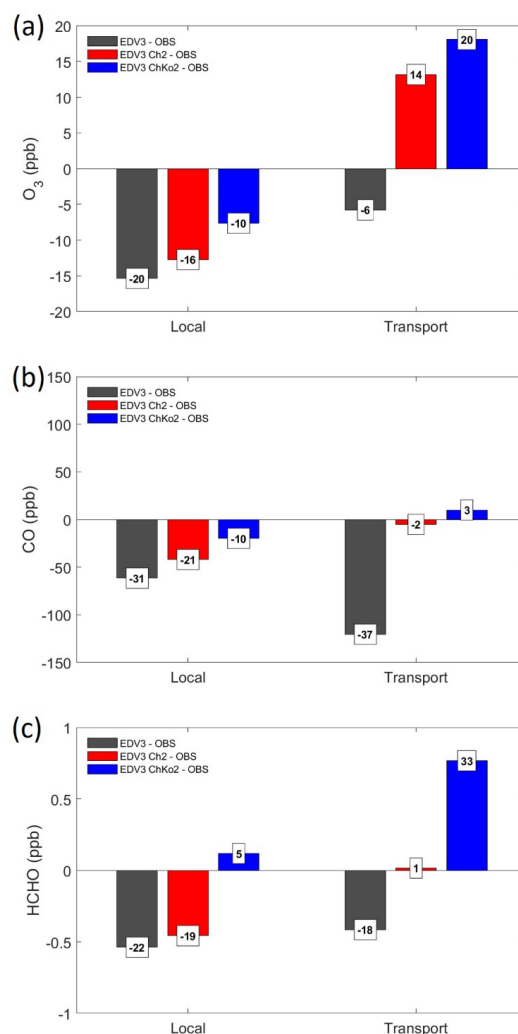 (a)
20
15
10
5
0
-5
-10
-15
-20
O3 (ppb)
EDV3 - OBS
EDV3 Ch2 - OBS
EDV3 ChKo2 - OBS
-20
-16
-10
-6
14
20
Local
Transport
(b)
150
100
50
0
-50
-100
-150
CO (ppb)
EDV3 - OBS
EDV3 Ch2 - OBS
EDV3 ChKo2 - OBS
-31
-21
-10
-37
-2
3
Local
Transport
(c)
1
0.5
0
-0.5
-1
HCHO (ppb)
EDV3 - OBS
EDV3 Ch2 - OBS
EDV3 ChKo2 - OBS
-22
-19
5
-18
1
33
Local
Transport